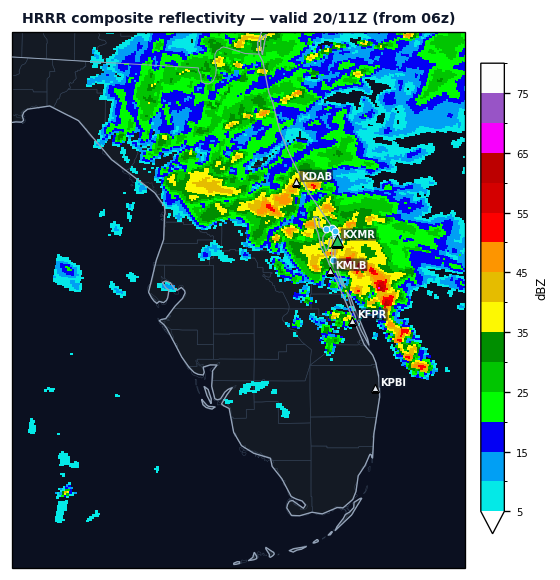 HRRR composite reflectivity — valid 20/11Z (from 06z)
KDAB
KXMR
KMLB
KFPR
KPBI
75
65
55
45
35
25
15
5
dBZ